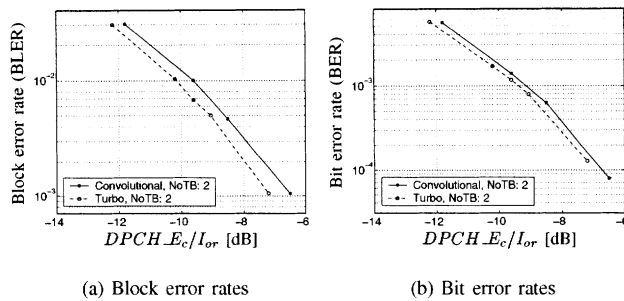 Block error rate (BLER)
10⁻²
10⁻³
Convolutional, NoTB: 2
Turbo, NoTB: 2
−14 −12 −10 −8 −6
DPCH_E_c/I_or [dB]
(a) Block error rates
Bit error rate (BER)
10⁻³
10⁻⁴
Convolutional, NoTB: 2
Turbo, NoTB: 2
−14 −12 −10 −8 −6
DPCH_E_c/I_or [dB]
(b) Bit error rates